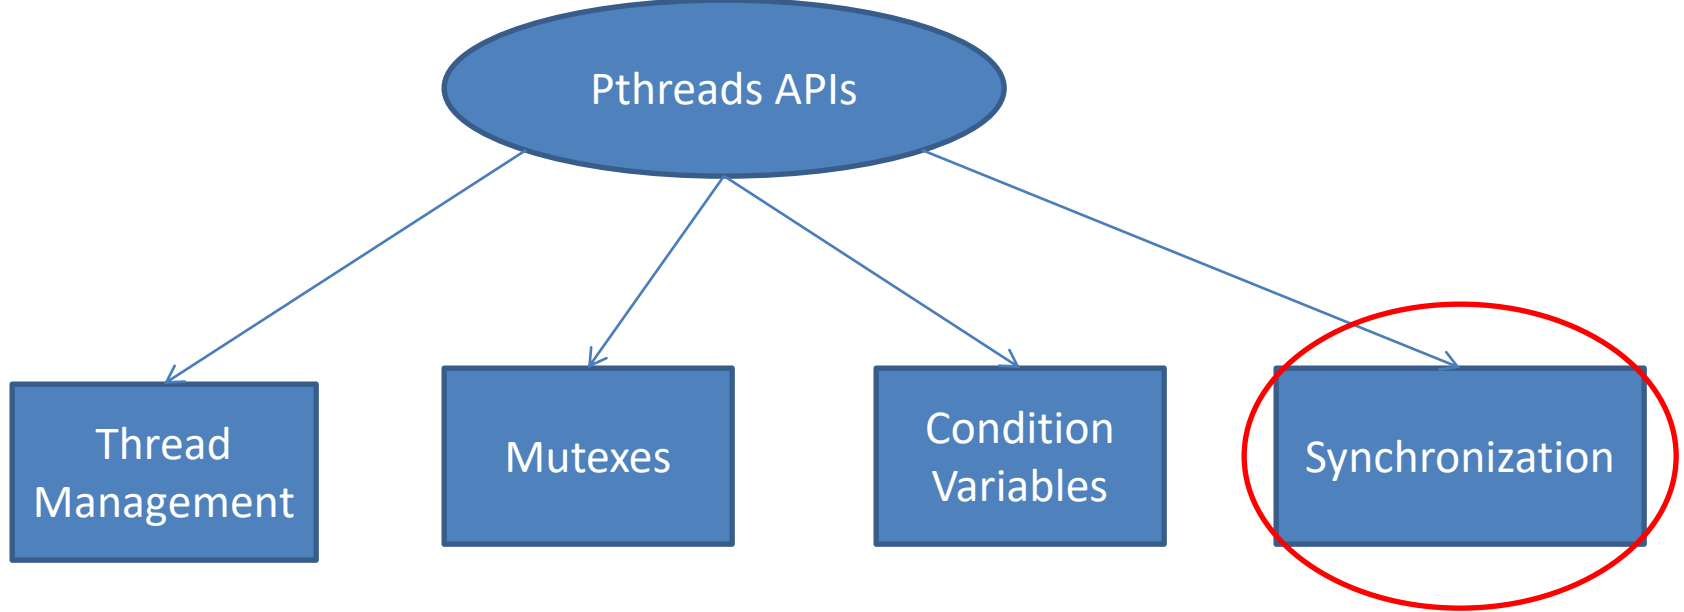 Pthreads APIs
Thread
Management
Mutexes
Condition
Variables
Synchronization